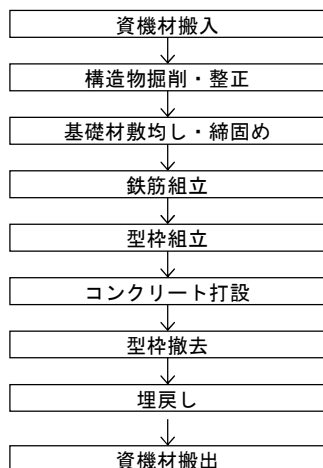 資機材搬入
構造物掘削・整正
基礎材敷均し・締固め
鉄筋組立
型枠組立
コンクリート打設
型枠撤去
埋戻し
資機材搬出